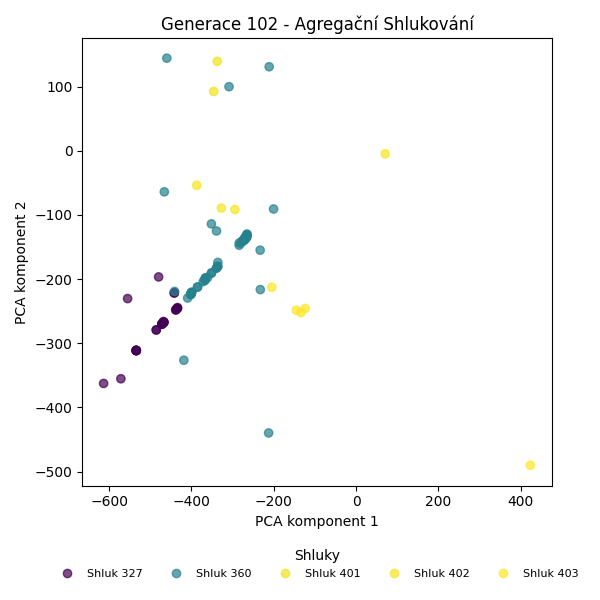 Generace 102 - Agregační Shlukování
PCA komponent 2
100
0
−100
−200
−300
−400
−500
−600
−400
−200
0
200
400
PCA komponent 1
Shluky
Shluk 327
Shluk 360
Shluk 401
Shluk 402
Shluk 403